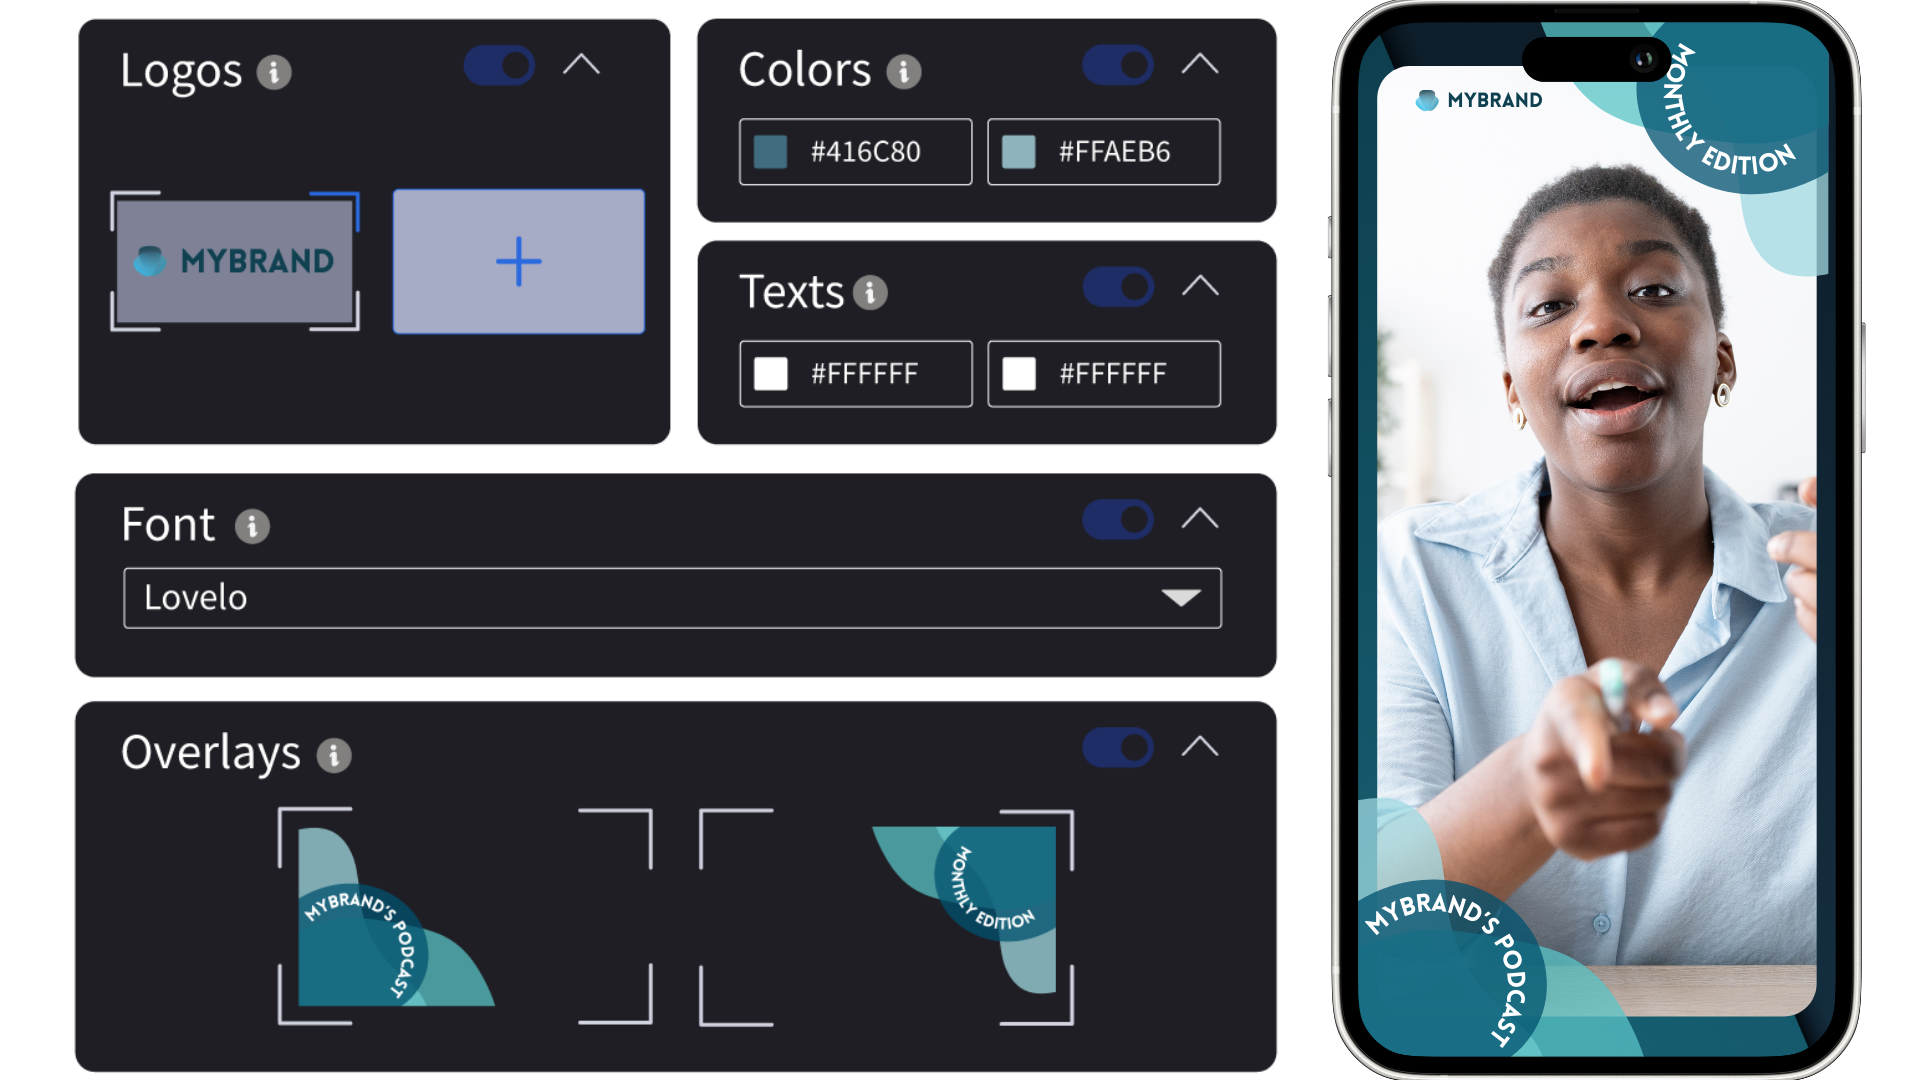 Logos
MYBRAND
Colors
#416C80
#FFAEB6
Texts
#FFFFFF
#FFFFFF
Font
Lovelo
Overlays
MYBRAND'S PODCAST
MONTHLY EDITION
MYBRAND
MONTHLY EDITION
MYBRAND'S PODCAST